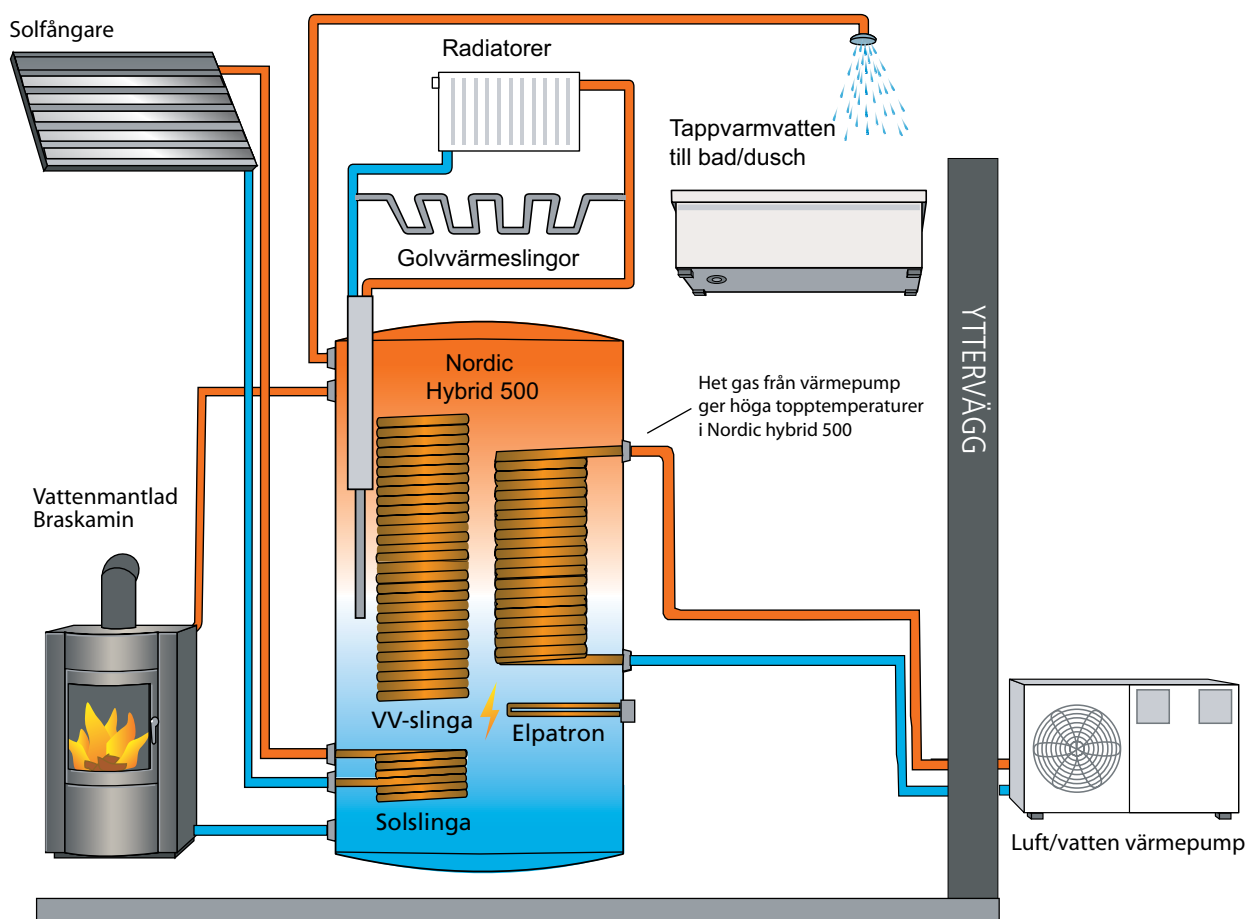 Solfångare
Radiatorer
Tappvarmvatten
till bad/dusch
Golvvärmeslingor
YTTERVÄGG
Nordic
Hybrid 500
Het gas från värmepump
ger höga topptemperaturer
i Nordic hybrid 500
Vattenmantlad
Braskamin
VV-slinga
Elpatron
Solslinga
Luft/vatten värmepump